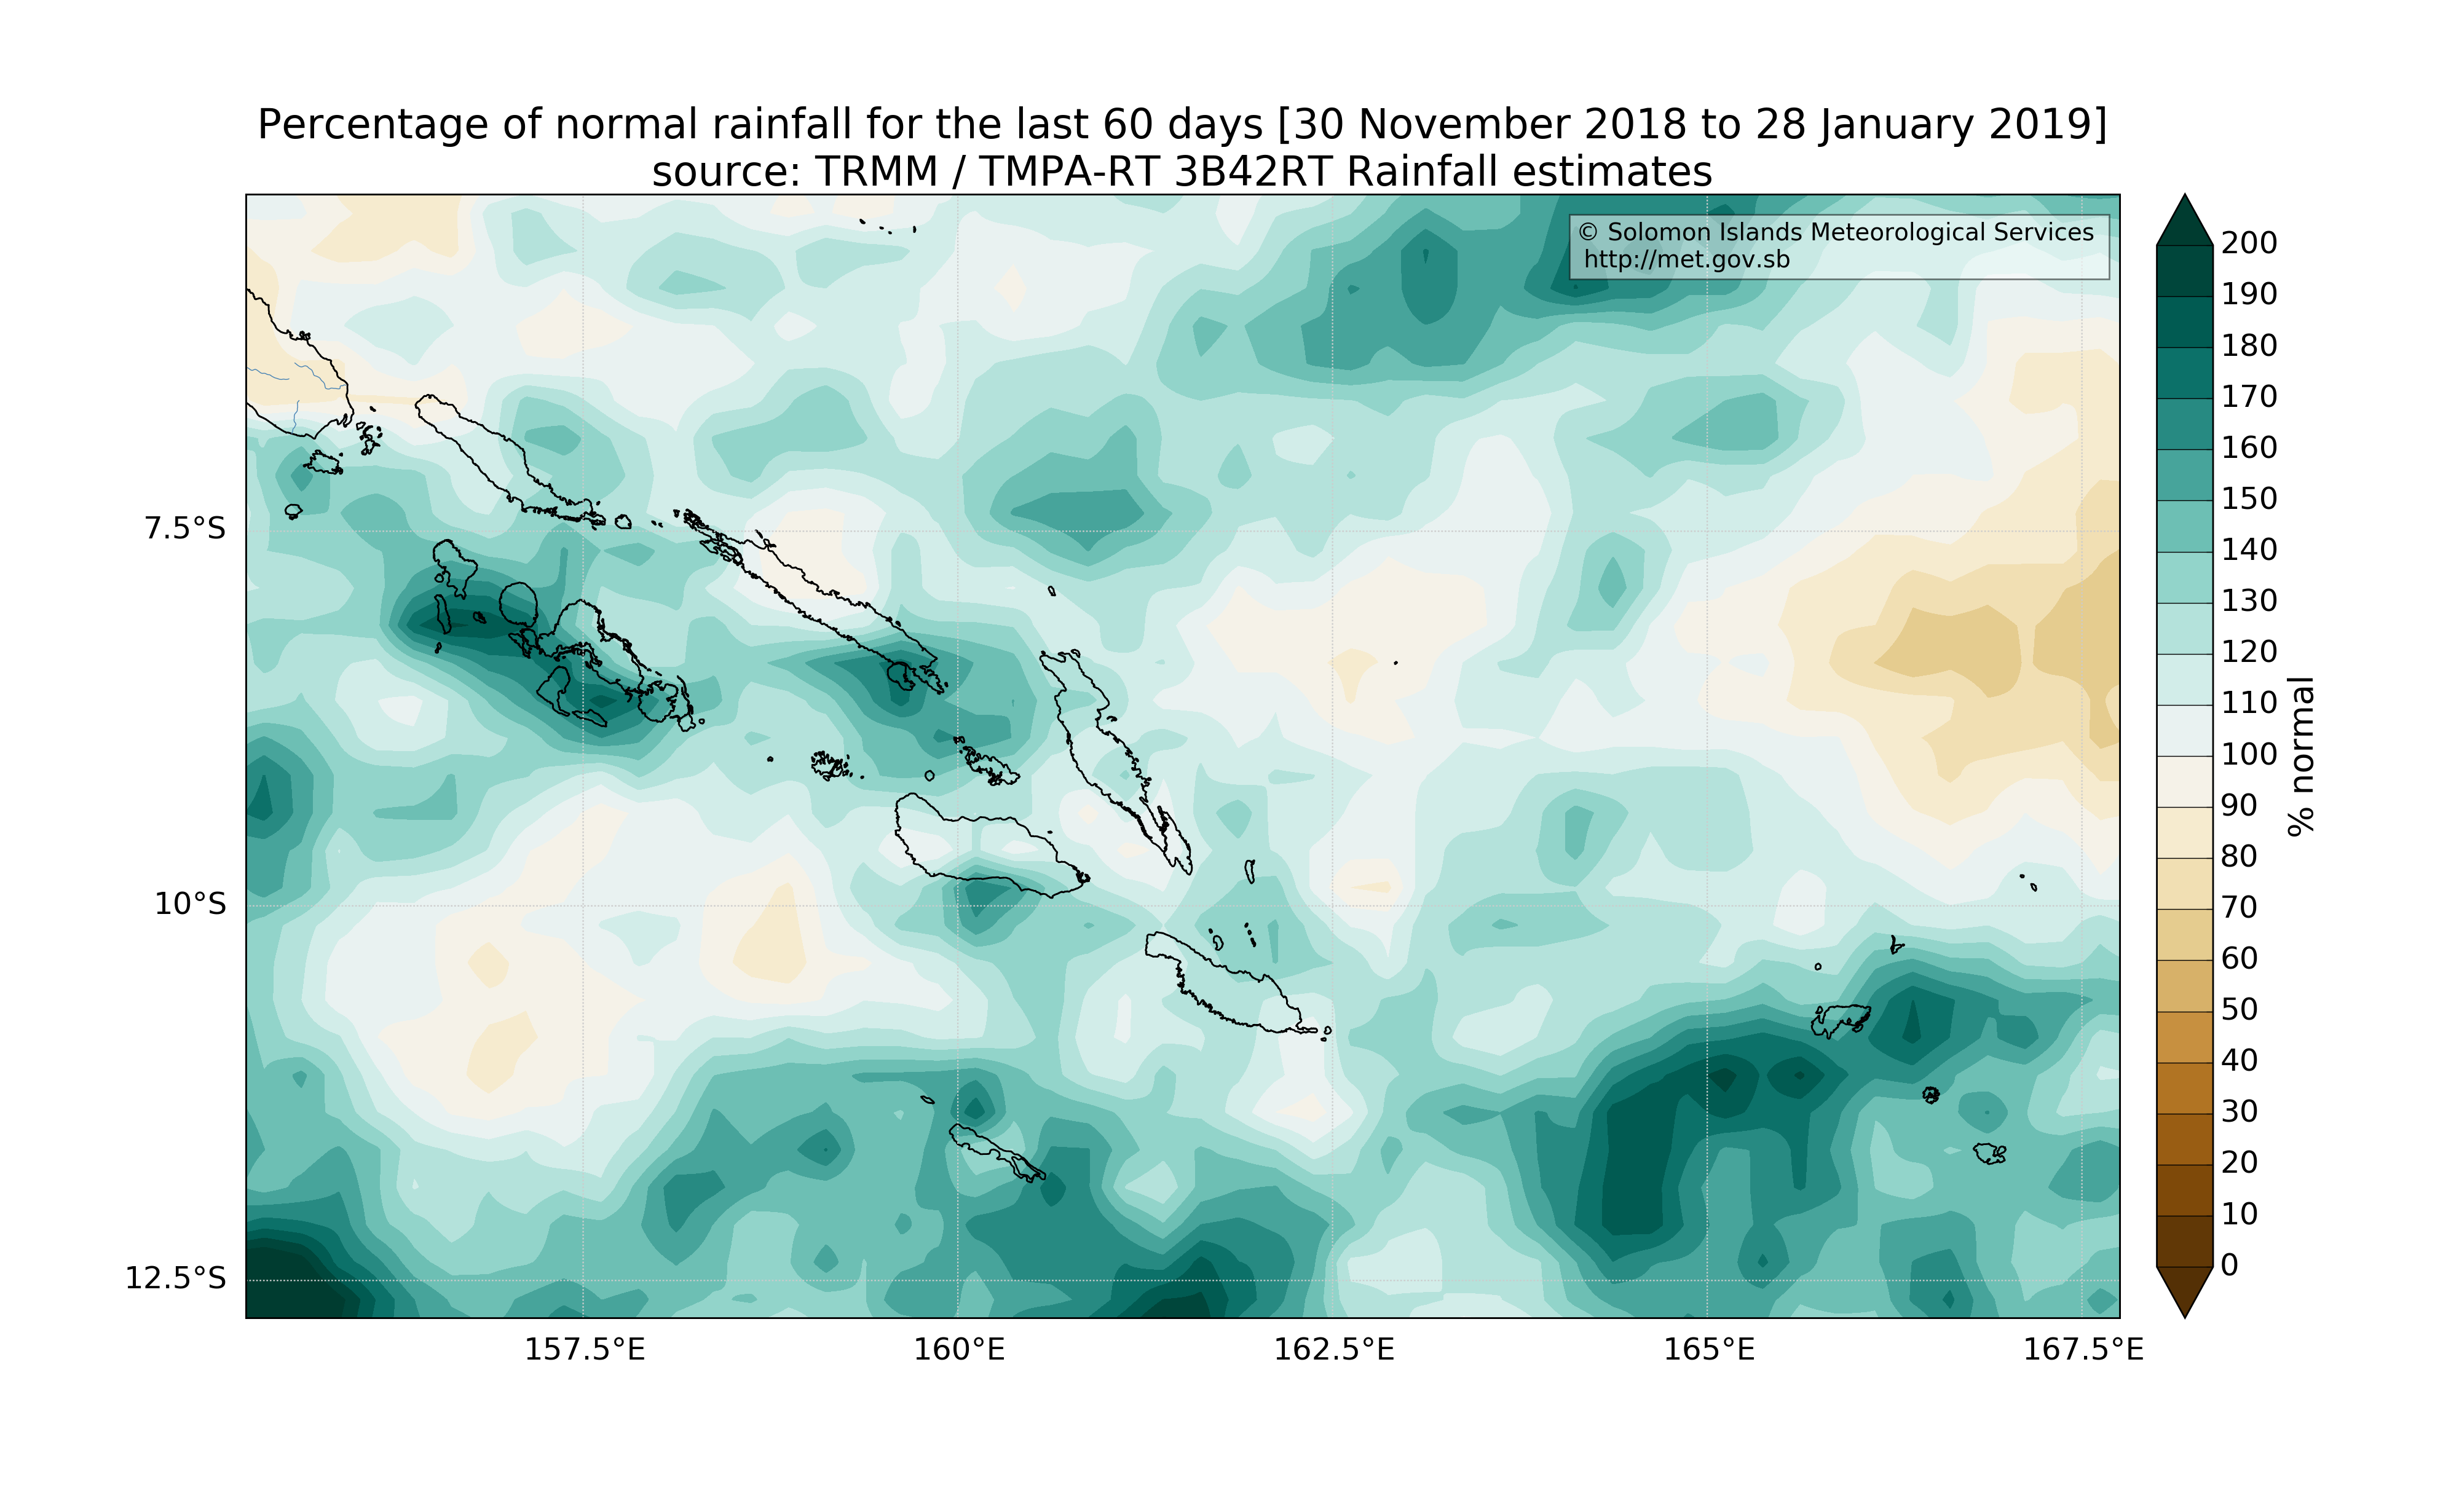 Percentage of normal rainfall for the last 60 days [30 November 2018 to 28 January 2019]
source: TRMM / TMPA-RT 3B42RT Rainfall estimates
© Solomon Islands Meteorological Services
http://met.gov.sb
7.5°S
10°S
12.5°S
157.5°E
160°E
162.5°E
165°E
167.5°E
200
190
180
170
160
150
140
130
120
110
100
90
80
70
60
50
40
30
20
10
0
% normal